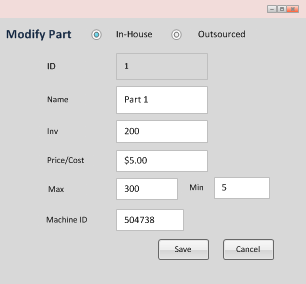 Modify Part In-House Outsourced
ID 1
Name Part 1
Inv 200
Price/Cost $5.00
Max 300 Min 5
Machine ID 504738
Save Cancel